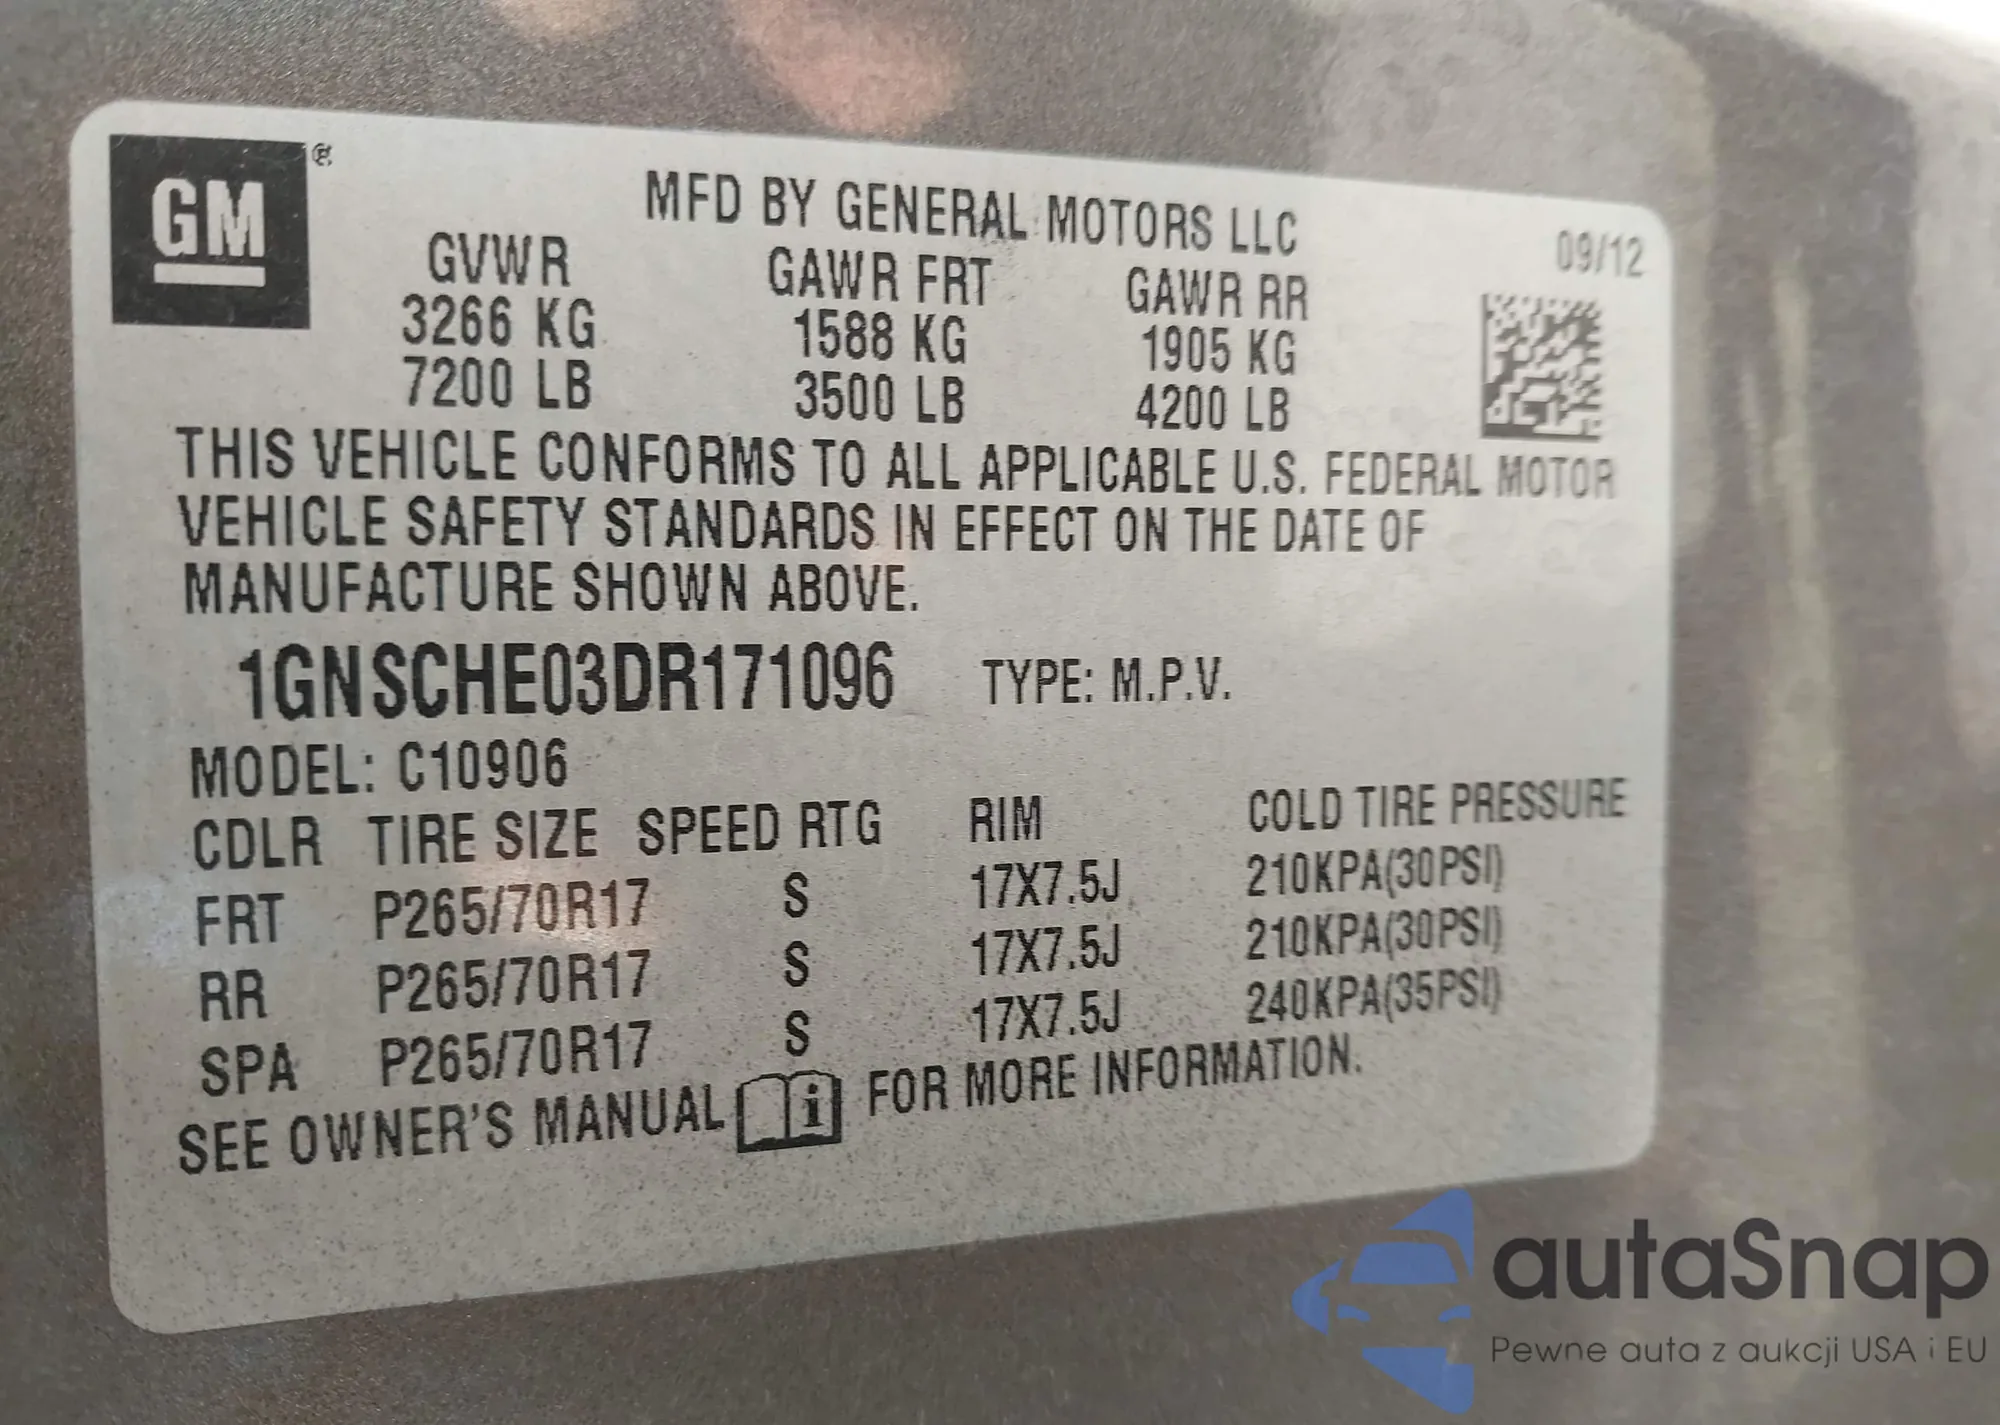 GM®
MFD BY GENERAL MOTORS LLC
09/12
GVWR GAWR FRT GAWR RR
3266 KG 1588 KG 1905 KG
7200 LB 3500 LB 4200 LB
THIS VEHICLE CONFORMS TO ALL APPLICABLE U.S. FEDERAL MOTOR
VEHICLE SAFETY STANDARDS IN EFFECT ON THE DATE OF
MANUFACTURE SHOWN ABOVE.
1GNSCHE03DR171096 TYPE: M.P.V.
MODEL: C10906
CDLR TIRE SIZE SPEED RTG RIM COLD TIRE PRESSURE
FRT P265/70R17 S 17X7.5J 210KPA(30PSI)
RR P265/70R17 S 17X7.5J 210KPA(30PSI)
SPA P265/70R17 S 17X7.5J 240KPA(35PSI)
SEE OWNER'S MANUAL i FOR MORE INFORMATION.
autaSnap
Pewne auta z aukcji USA i EU